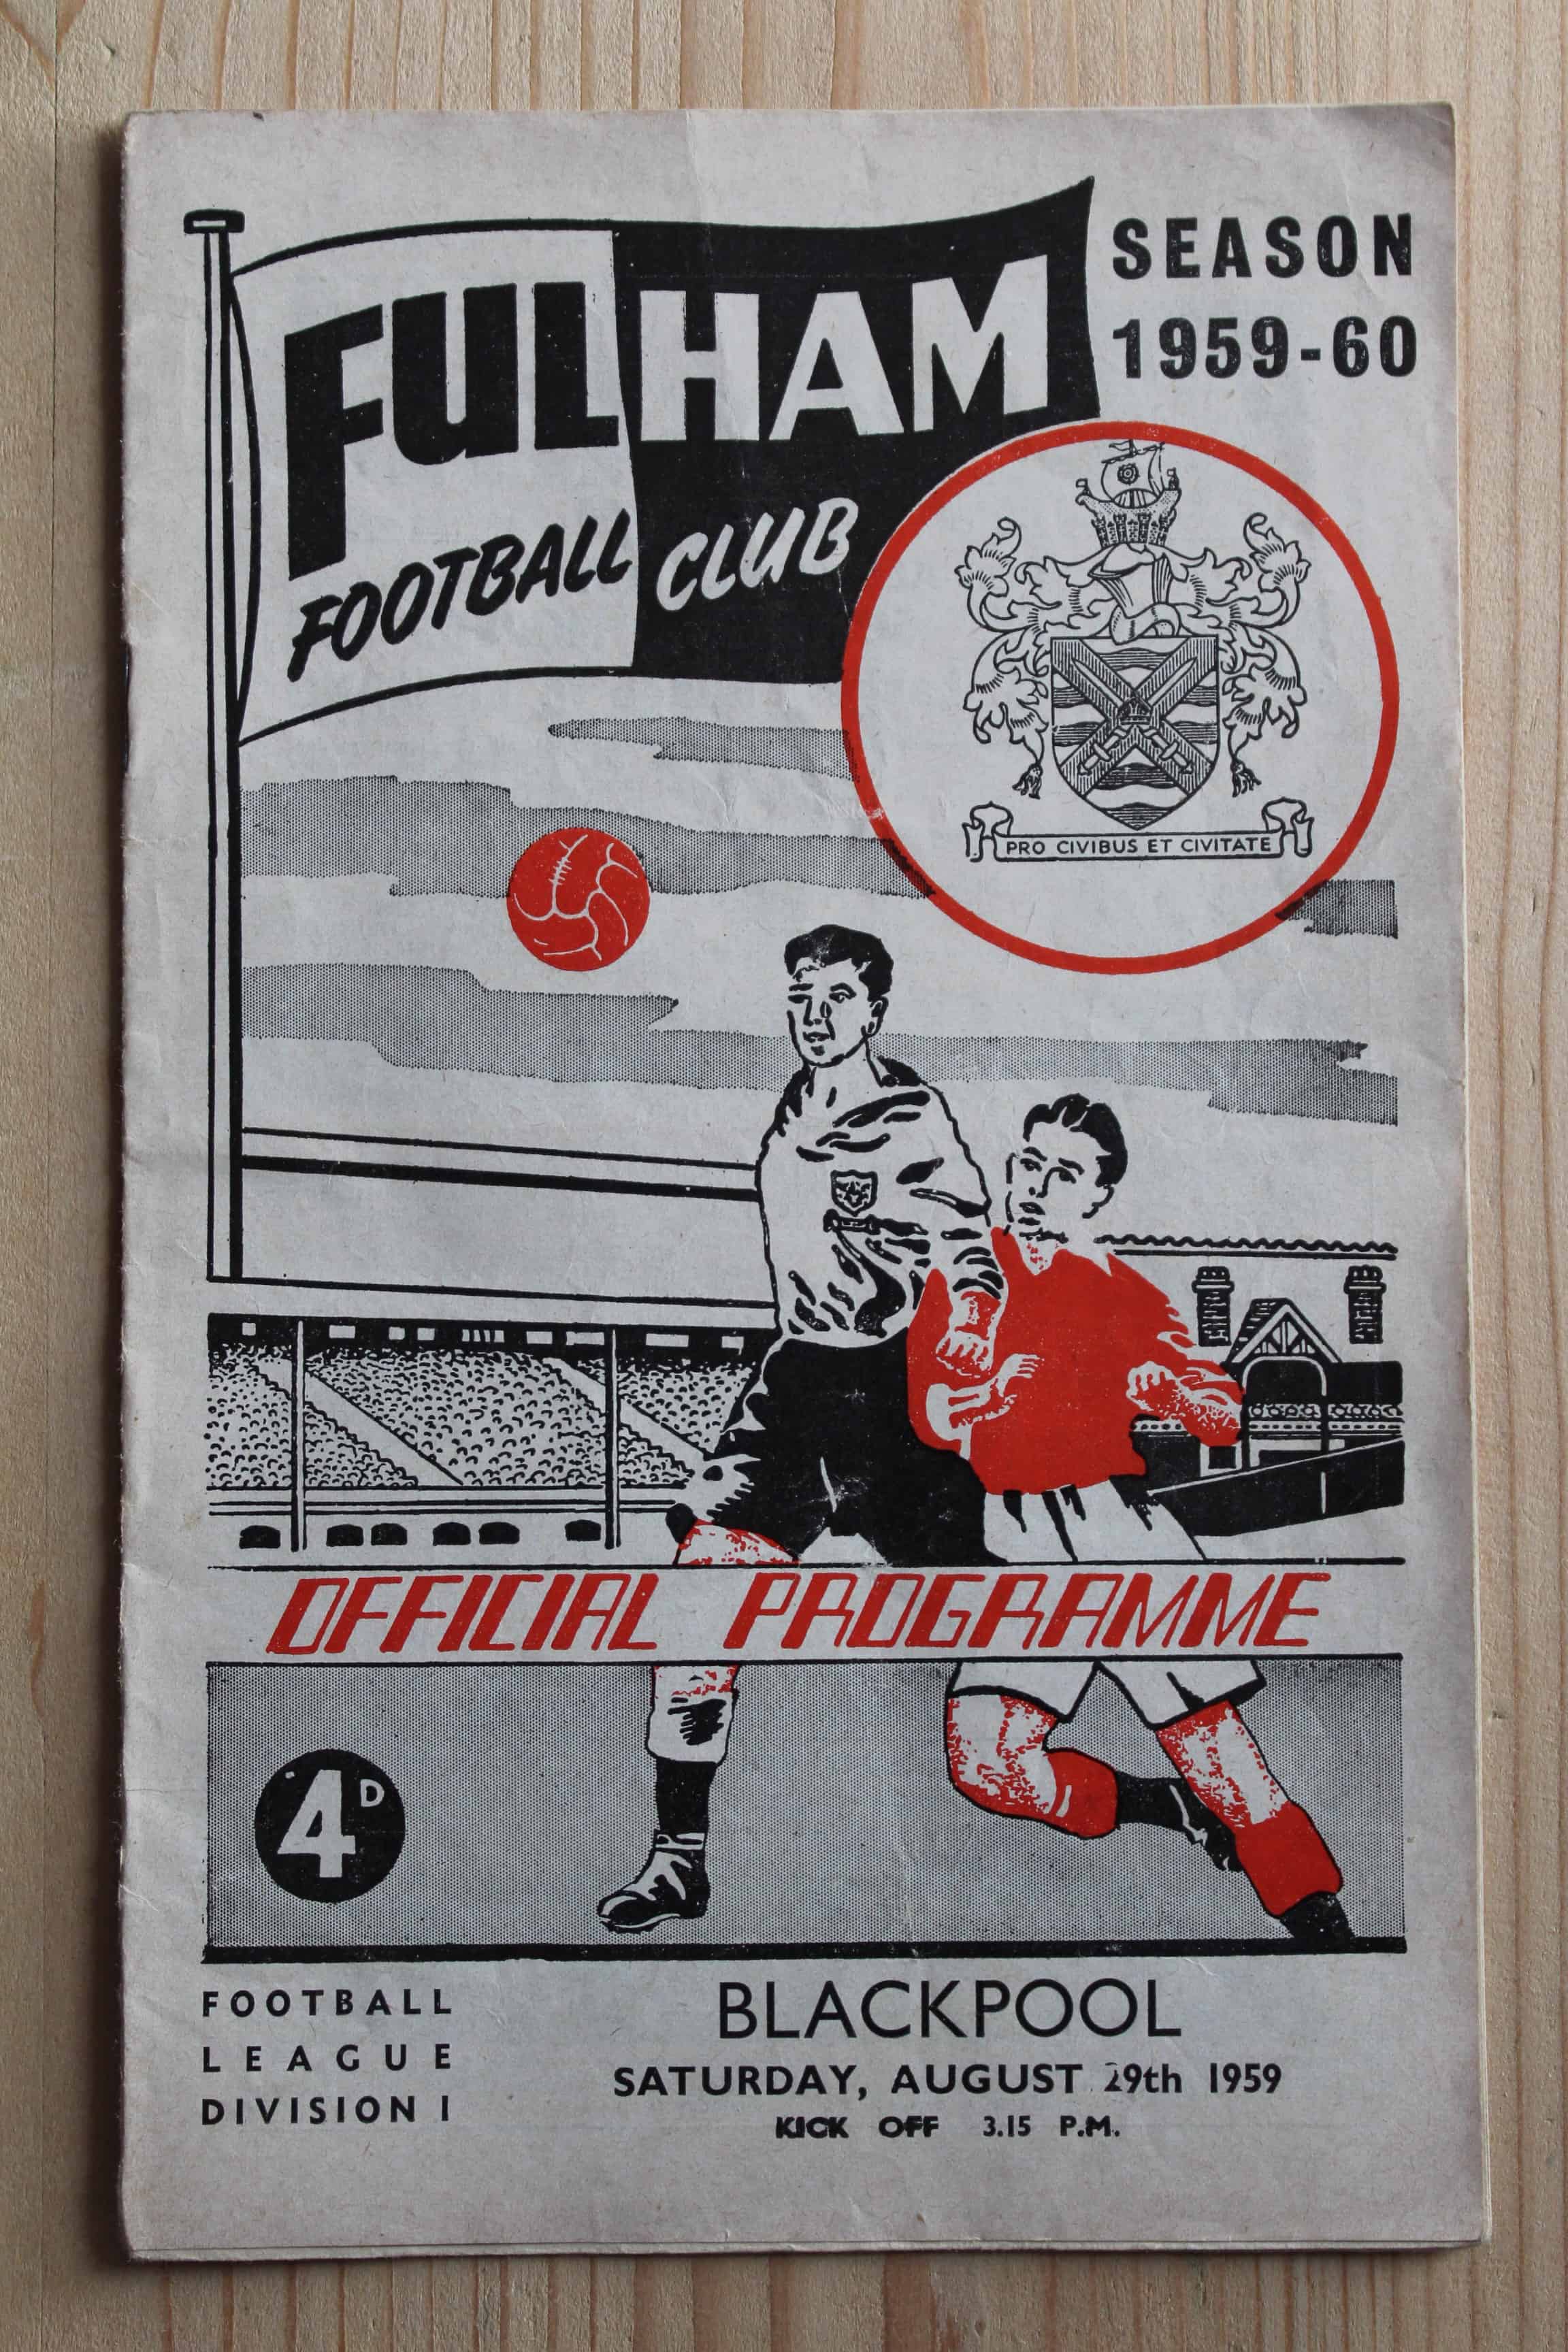 FULHAM
FOOTBALL CLUB
SEASON
1959-60
PRO CIVIBUS ET CIVITATE
OFFICIAL PROGRAMME
4D
FOOTBALL
LEAGUE
DIVISION I
BLACKPOOL
SATURDAY, AUGUST 29th 1959
KICK OFF 3.15 P.M.